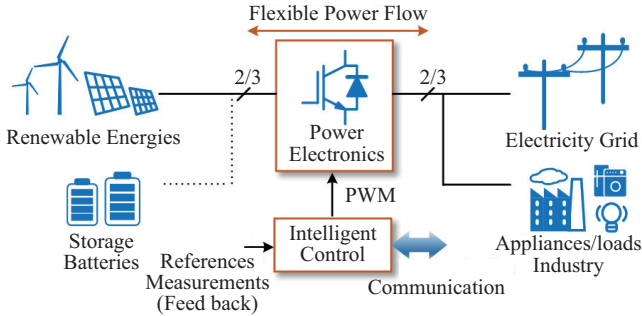 Flexible Power Flow
2/3
2/3
Renewable Energies
Power
Electronics
Electricity Grid
PWM
Storage
Batteries
Intelligent
Control
References
Measurements
(Feed back)
Communication
Appliances/loads
Industry